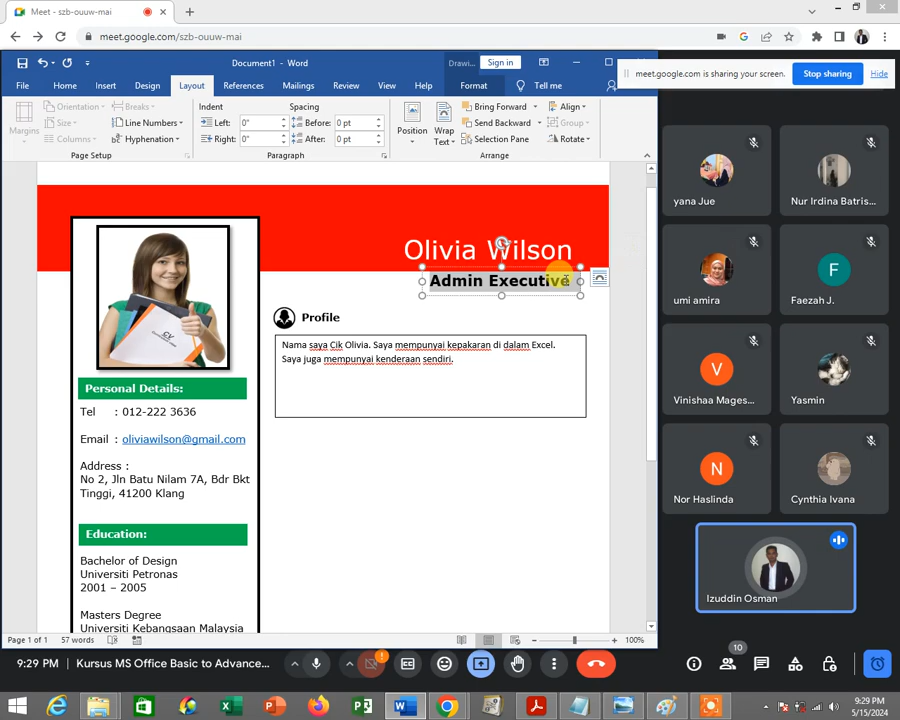 Meet - szb-ouuw-mai
meet.google.com/szb-ouuw-mai
Document1 - Word
Drawi...
Sign in
meet.google.com is sharing your screen.
Stop sharing
Hide
File
Home
Insert
Design
Layout
References
Mailings
Review
View
Help
Format
Tell me
Margins
Orientation
Size
Columns
Breaks
Line Numbers
Hyphenation
Page Setup
Indent
Left: 0"
Right: 0"
Spacing
Before: 0 pt
After: 0 pt
Paragraph
Position
Wrap Text
Bring Forward
Send Backward
Selection Pane
Align
Group
Rotate
Arrange
Olivia Wilson
Admin Executive
Profile
Nama saya Cik Olivia. Saya mempunyai kepakaran di dalam Excel.
Saya juga mempunyai kenderaan sendiri.
CV
Personal Details:
Tel : 012-222 3636
Email : oliviawilson@gmail.com
Address :
No 2, Jln Batu Nilam 7A, Bdr Bkt
Tinggi, 41200 Klang
Education:
Bachelor of Design
Universiti Petronas
2001 – 2005
Masters Degree
Universiti Kebangsaan Malaysia
Page 1 of 1
57 words
100%
yana Jue
Nur Irdina Batris...
umi amira
F
Faezah J.
V
Vinishaa Mages...
Yasmin
N
Nor Haslinda
Cynthia Ivana
Izuddin Osman
9:29 PM
Kursus MS Office Basic to Advance...
10
9:29 PM
5/15/2024